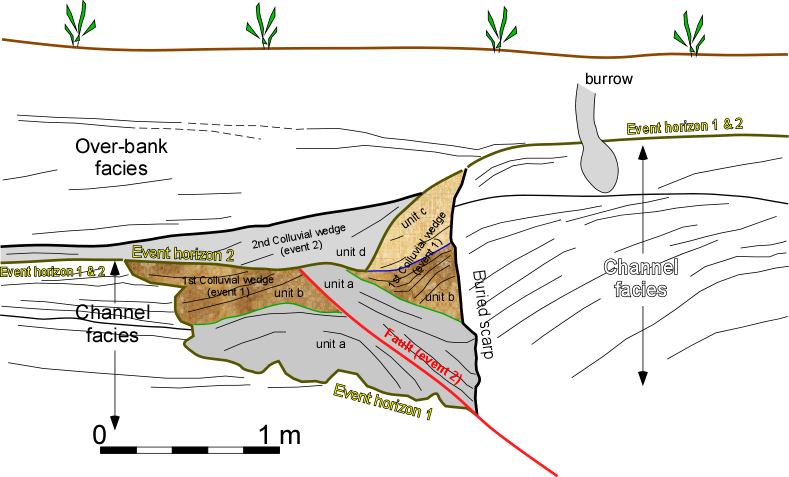 burrow
Event horizon 1 & 2
Over-bank
facies
unit c
2nd Colluvial wedge
(event 2)
unit d
Event horizon 2
1st Colluvial wedge
(event 1)
Event horizon 1 & 2
1st Colluvial wedge
(event 1)
unit b
unit a
unit b
Buried scarp
Channel
facies
Channel
facies
unit a
Fault (event 2)
Event horizon 1
0
1 m